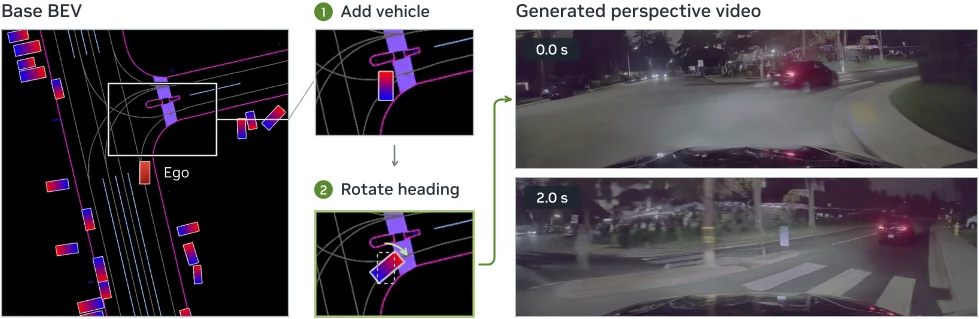 Base BEV
Ego
1 Add vehicle
2 Rotate heading
Generated perspective video
0.0 s
2.0 s